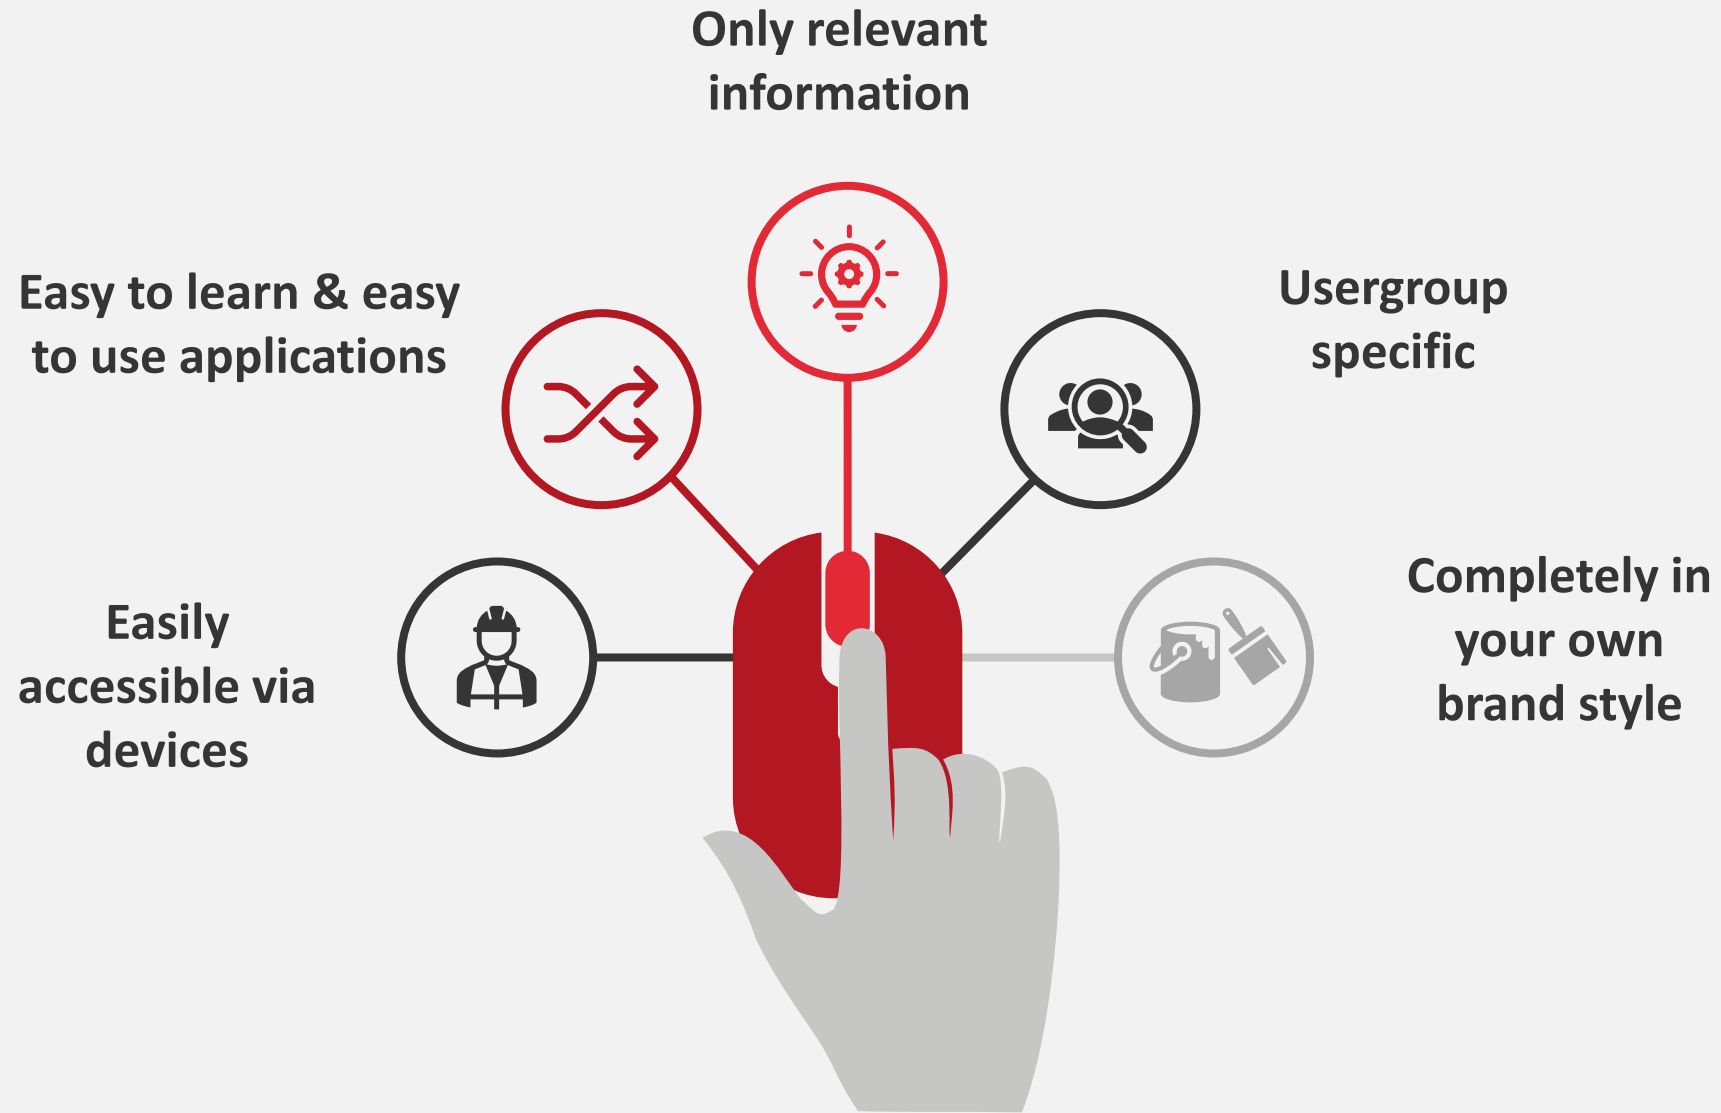 Only relevant
information
Easy to learn & easy
to use applications
Usergroup
specific
Easily
accessible via
devices
Completely in
your own
brand style